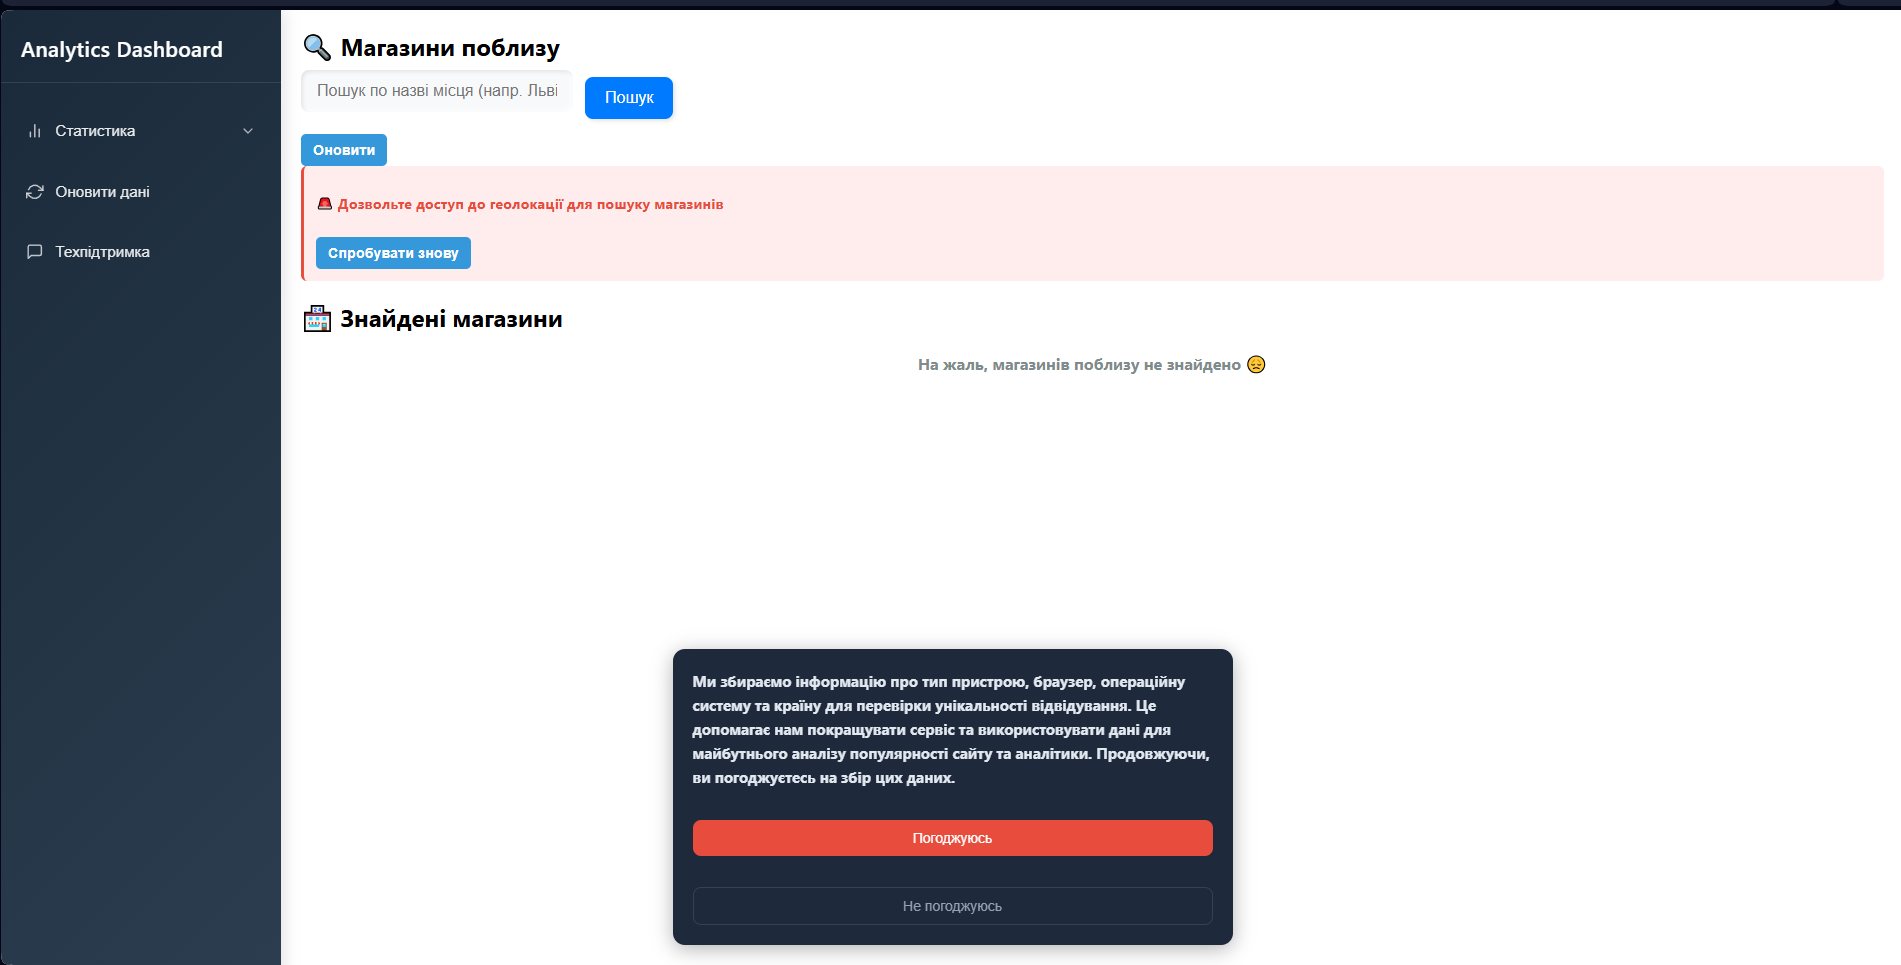 Analytics Dashboard
Статистика
Оновити дані
Техпідтримка
🔍 Магазини поблизу
Пошук по назві місця (напр. Льві
Пошук
Оновити
🚨 Дозвольте доступ до геолокації для пошуку магазинів
Спробувати знову
🏪 Знайдені магазини
На жаль, магазинів поблизу не знайдено 😞
Ми збираємо інформацію про тип пристрою, браузер, операційну
систему та країну для перевірки унікальності відвідування. Це
допомагає нам покращувати сервіс та використовувати дані для
майбутнього аналізу популярності сайту та аналітики. Продовжуючи,
ви погоджуєтесь на збір цих даних.
Погоджуюсь
Не погоджуюсь